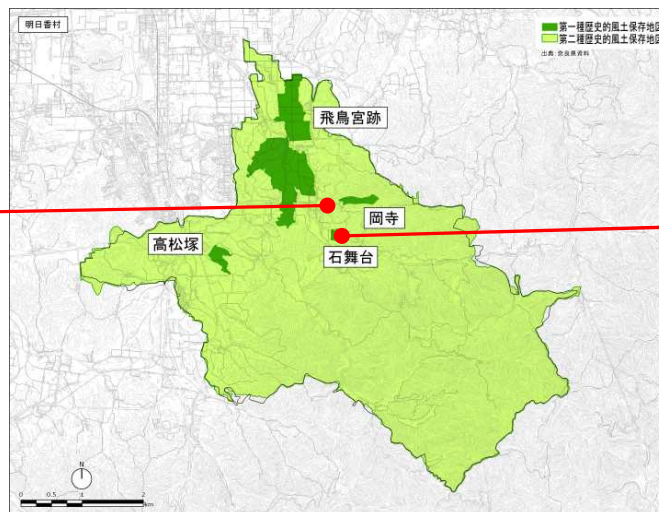 明日香村
第一種歴史的風土保存地区
第二種歴史的風土保存地区
出典:奈良県資料
飛鳥宮跡
岡寺
高松塚
石舞台
N
0 0.5 1 2
km